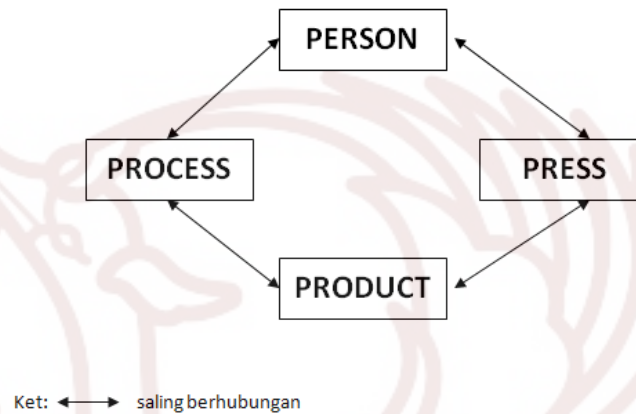 PERSON
PROCESS
PRESS
PRODUCT
Ket: saling berhubungan